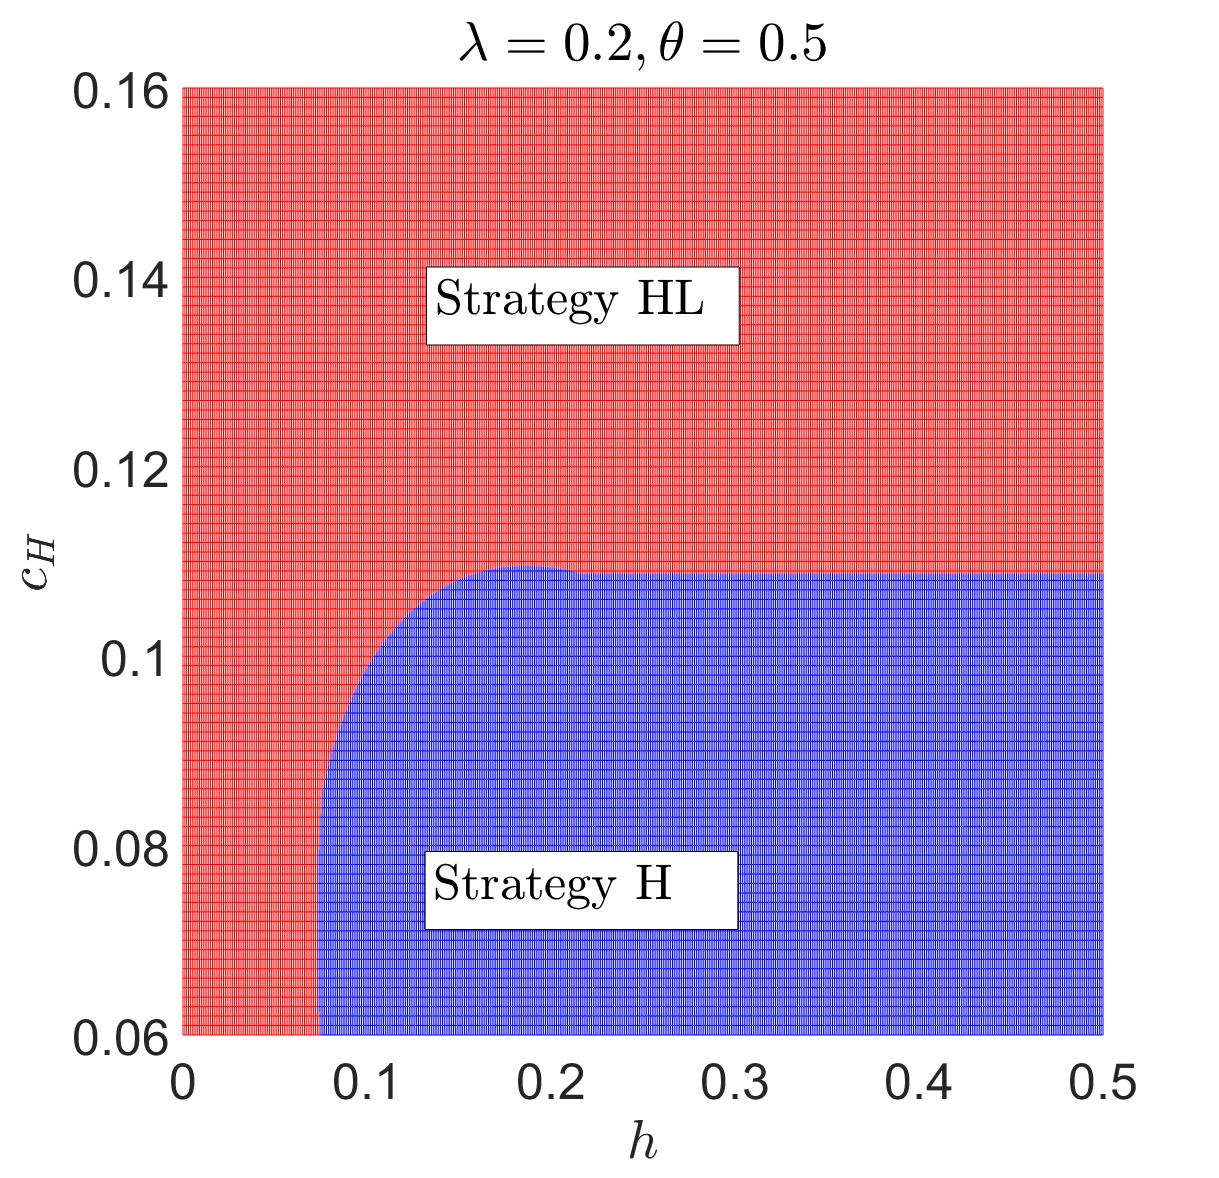 λ = 0.2, θ = 0.5
0.16
0.14
0.12
0.1
0.08
0.06
c_H
Strategy HL
Strategy H
0 0.1 0.2 0.3 0.4 0.5
h